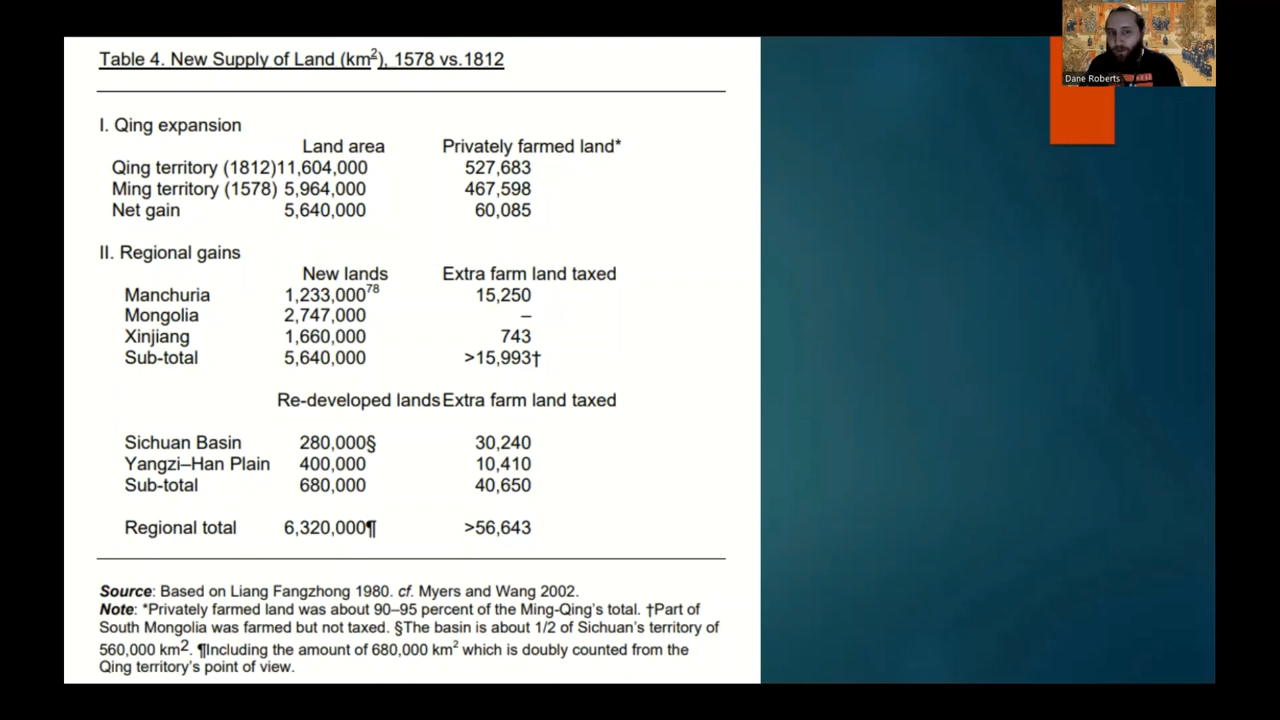 Table 4. New Supply of Land (km²), 1578 vs.1812
I. Qing expansion
Land area Privately farmed land*
Qing territory (1812)11,604,000 527,683
Ming territory (1578) 5,964,000 467,598
Net gain 5,640,000 60,085
II. Regional gains
New lands Extra farm land taxed
Manchuria 1,233,000⁷⁸ 15,250
Mongolia 2,747,000 –
Xinjiang 1,660,000 743
Sub-total 5,640,000 >15,993†
Re-developed lands Extra farm land taxed
Sichuan Basin 280,000§ 30,240
Yangzi–Han Plain 400,000 10,410
Sub-total 680,000 40,650
Regional total 6,320,000¶ >56,643
Source: Based on Liang Fangzhong 1980. cf. Myers and Wang 2002.
Note: *Privately farmed land was about 90–95 percent of the Ming-Qing's total. †Part of
South Mongolia was farmed but not taxed. §The basin is about 1/2 of Sichuan's territory of
560,000 km². ¶Including the amount of 680,000 km² which is doubly counted from the
Qing territory's point of view.
Dane Roberts